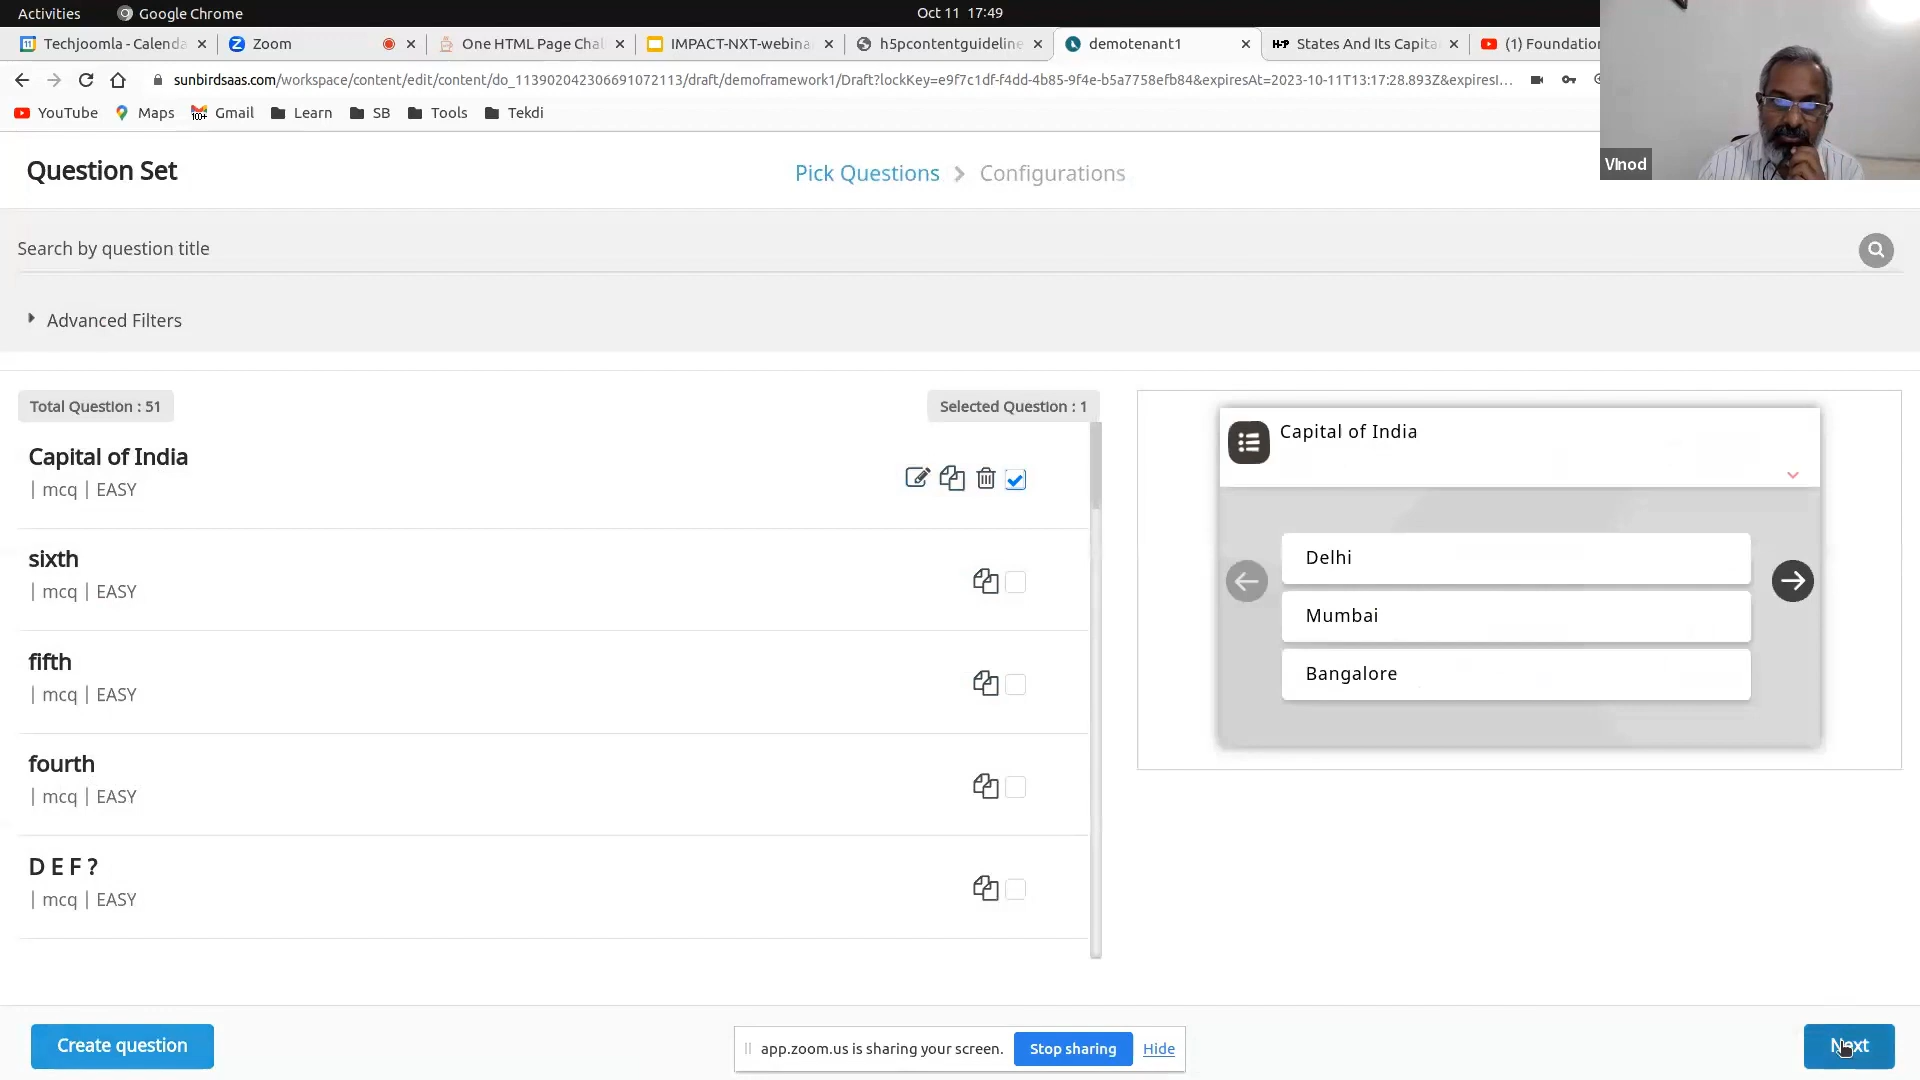 Activities Google Chrome Oct 11 17:49
Techjoomla - Calenda Zoom One HTML Page Chal IMPACT-NXT-webina h5pcontentguideline demotenant1 H-P States And Its Capita (1) Foundation
sunbirdsaas.com/workspace/content/edit/content/do_113902042306691072113/draft/demoframework1/Draft?lockKey=e9f7c1df-f4dd-4b85-9f4e-b5a7758efb84&expiresAt=2023-10-11T13:17:28.893Z&expiresI...
YouTube Maps Gmail Learn SB Tools Tekdi
VInod
Question Set
Pick Questions > Configurations
Search by question title
Advanced Filters
Total Question : 51
Selected Question : 1
Capital of India
| mcq | EASY
sixth
| mcq | EASY
fifth
| mcq | EASY
fourth
| mcq | EASY
D E F ?
| mcq | EASY
Capital of India
Delhi
Mumbai
Bangalore
Create question
app.zoom.us is sharing your screen. Stop sharing Hide
Next